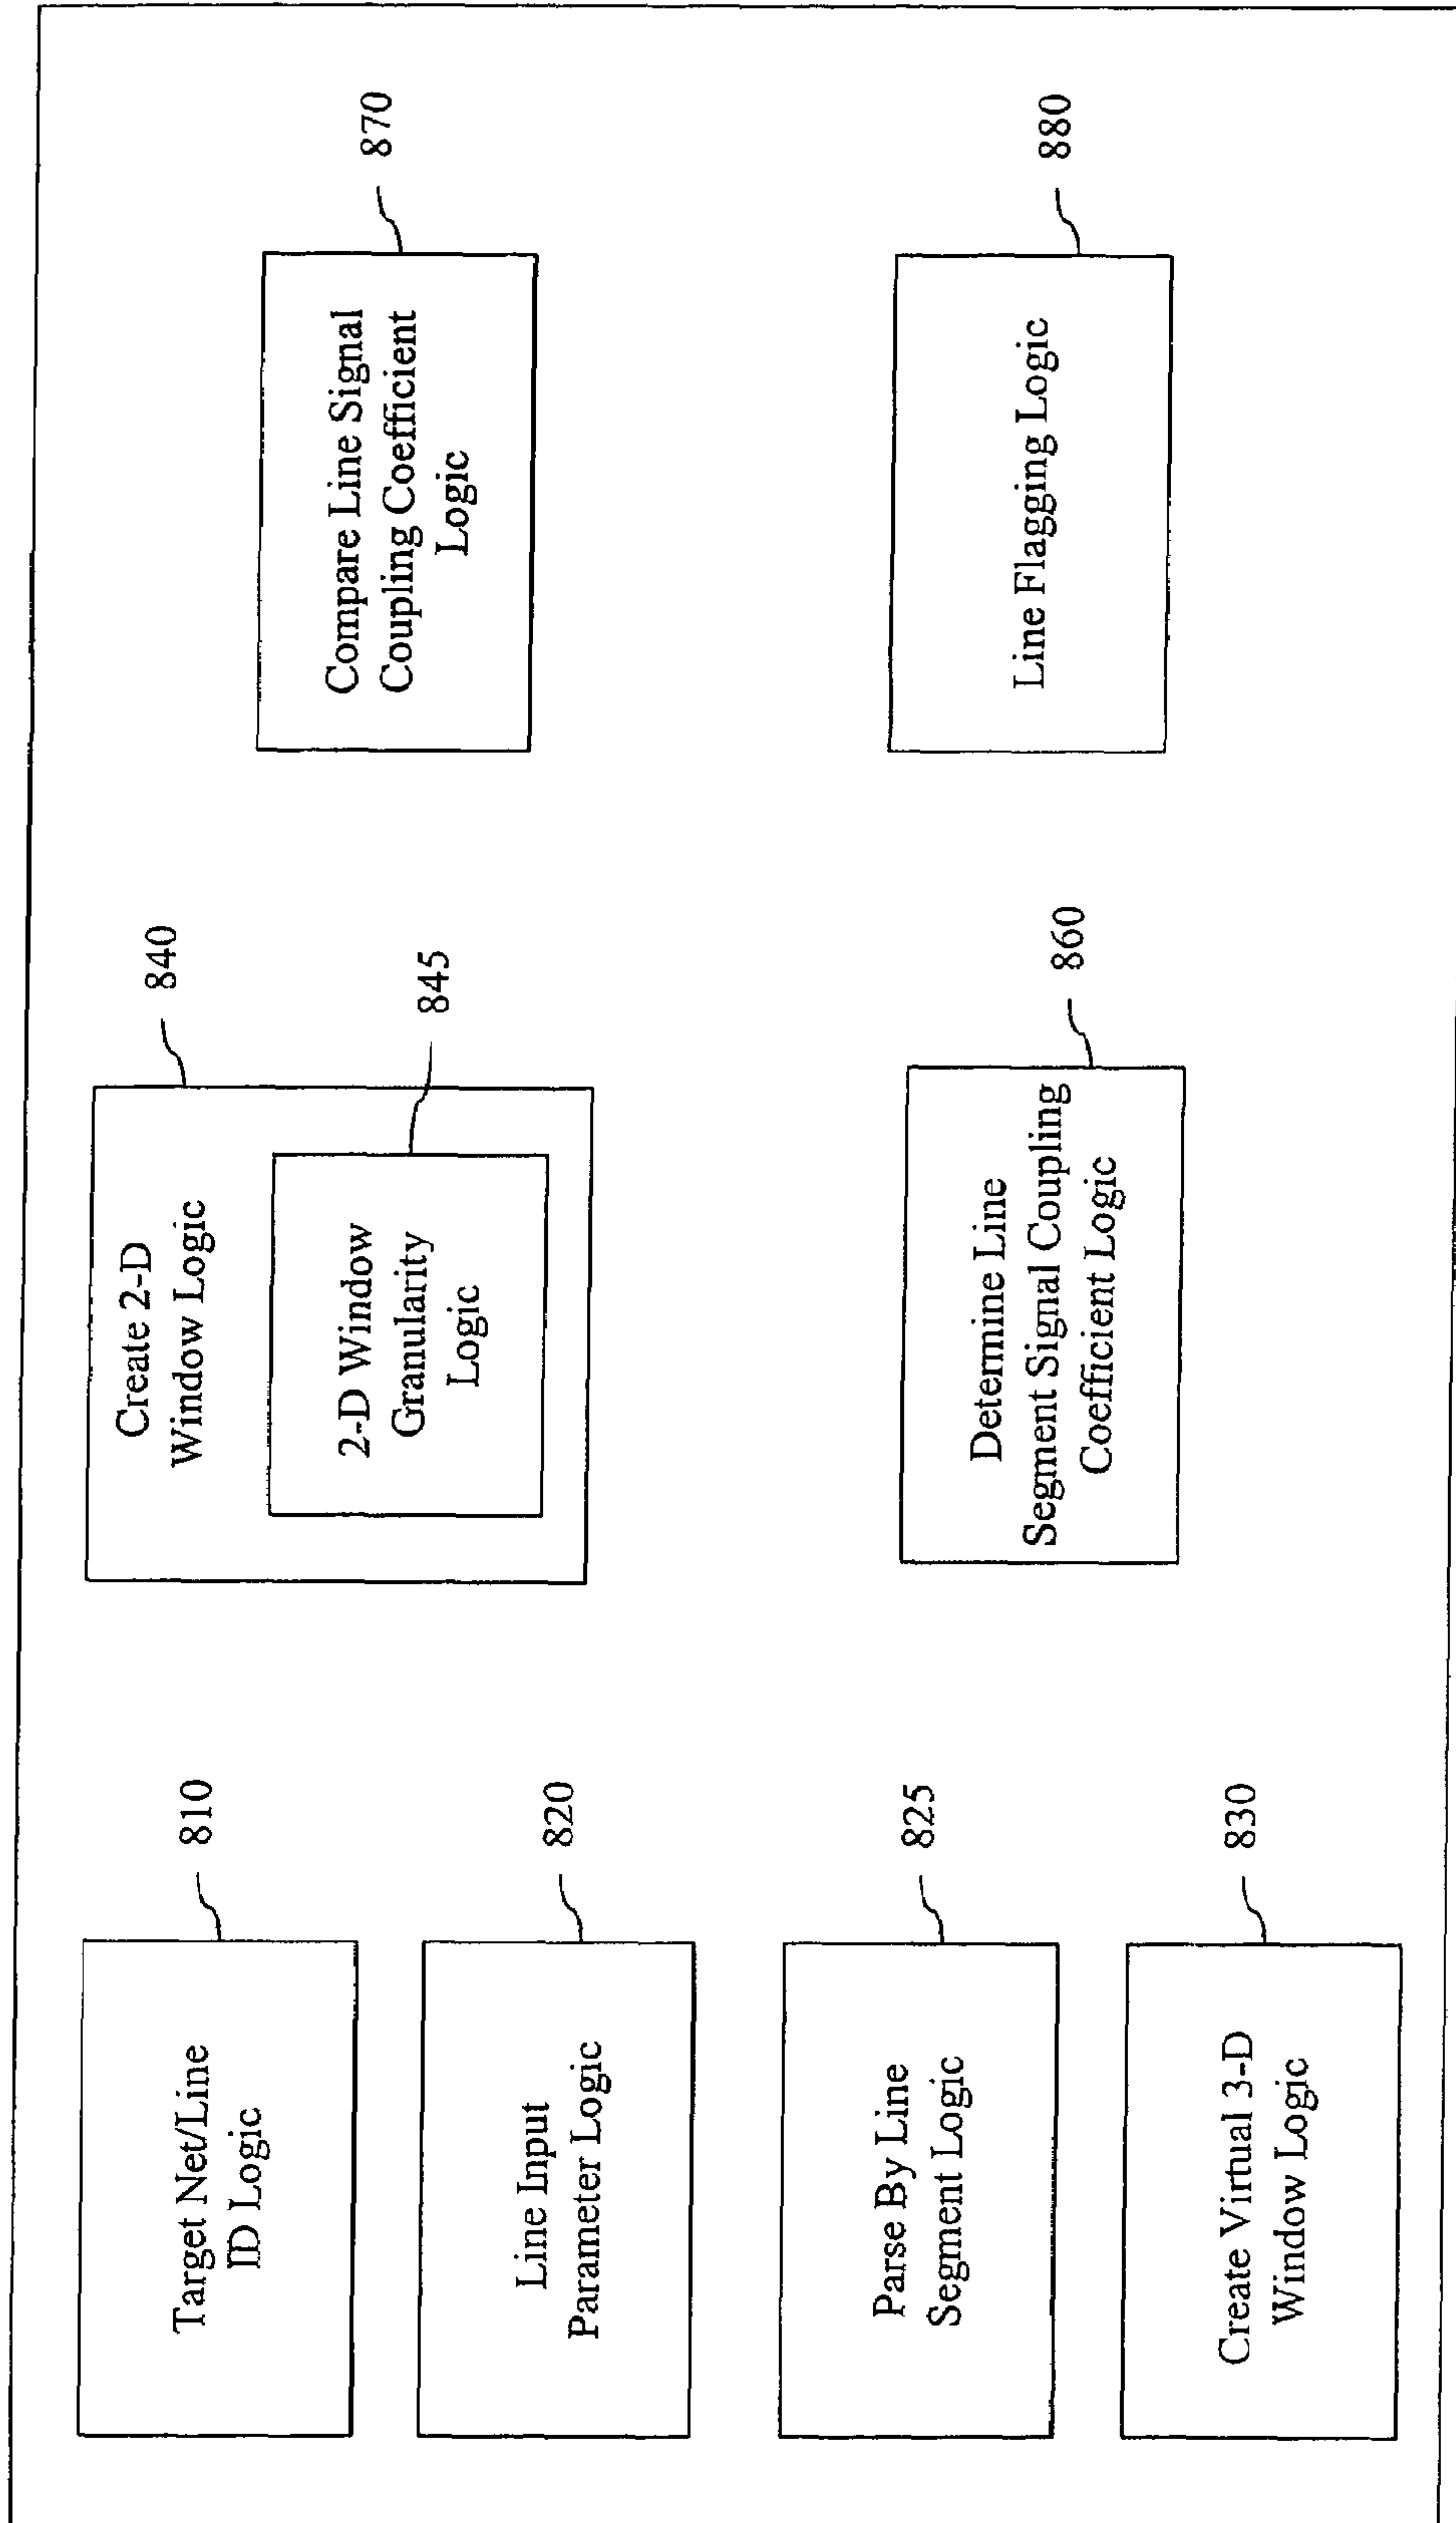 Target Net/Line
ID Logic
810
Line Input
Parameter Logic
820
Parse By Line
Segment Logic
825
Create Virtual 3-D
Window Logic
830
Create 2-D
Window Logic
840
2-D Window
Granularity
Logic
845
Determine Line
Segment Signal Coupling
Coefficient Logic
860
Compare Line Signal
Coupling Coefficient
Logic
870
Line Flagging Logic
880